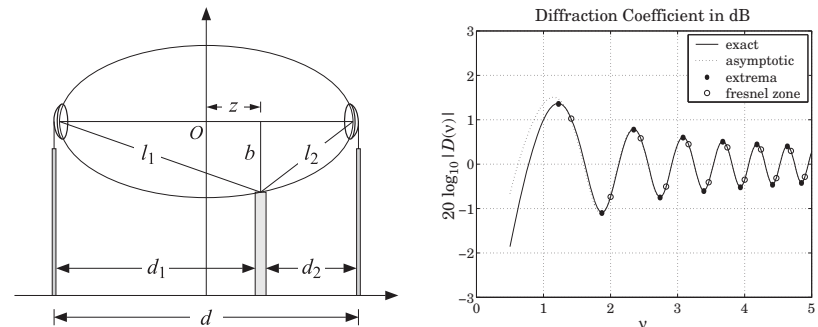 z
O
l1
b
l2
d1
d2
d
Diffraction Coefficient in dB
20 log10 |D(ν)|
3
2
1
0
−1
−2
−3
0
1
2
3
4
5
ν
exact
asymptotic
extrema
fresnel zone